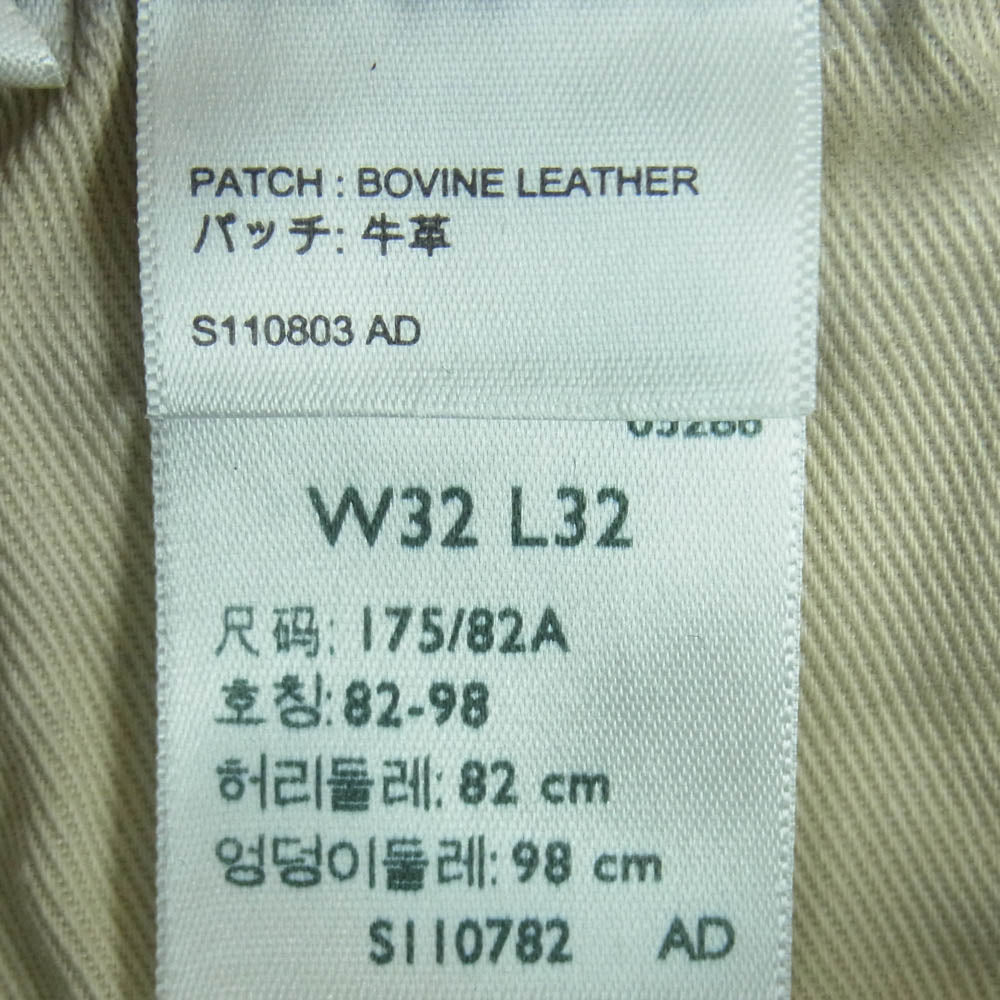 PATCH : BOVINE LEATHER
パッチ: 牛革
S110803 AD
W32 L32
尺码: 175/82A
호칭: 82-98
허리둘레: 82 cm
엉덩이둘레: 98 cm
S110782 AD